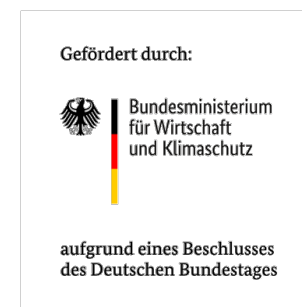 Gefördert durch:
Bundesministerium
für Wirtschaft
und Klimaschutz
aufgrund eines Beschlusses
des Deutschen Bundestages